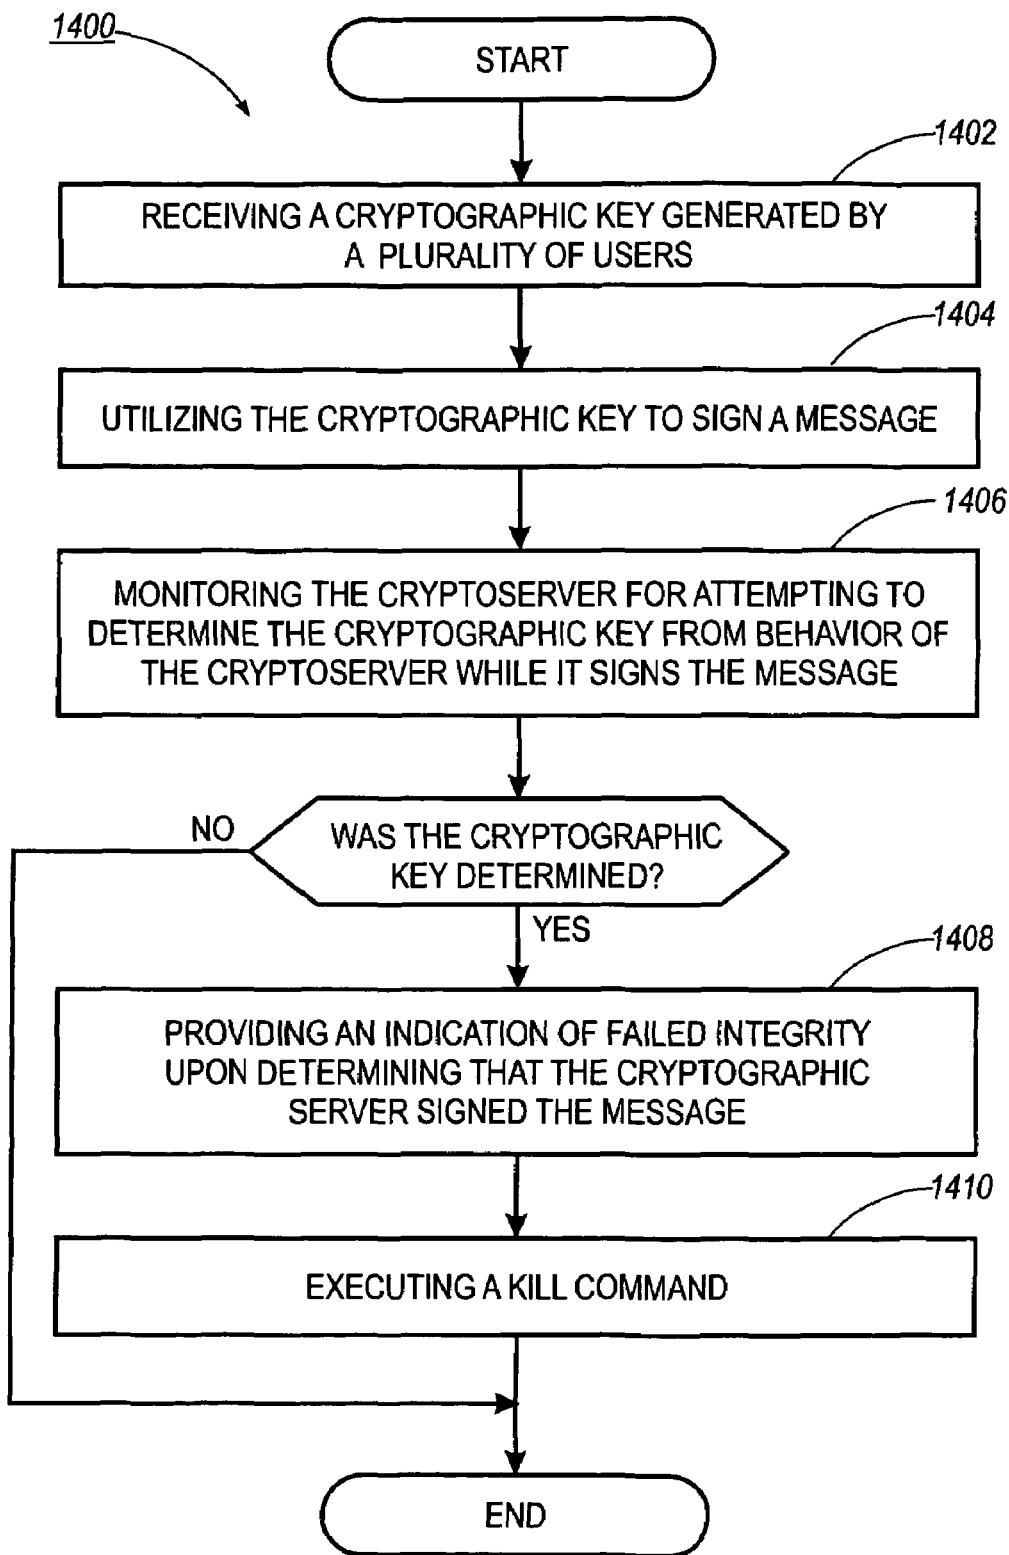 1400
START
1402
RECEIVING A CRYPTOGRAPHIC KEY GENERATED BY
A PLURALITY OF USERS
1404
UTILIZING THE CRYPTOGRAPHIC KEY TO SIGN A MESSAGE
1406
MONITORING THE CRYPTOSERVER FOR ATTEMPTING TO
DETERMINE THE CRYPTOGRAPHIC KEY FROM BEHAVIOR OF
THE CRYPTOSERVER WHILE IT SIGNS THE MESSAGE
NO
WAS THE CRYPTOGRAPHIC
KEY DETERMINED?
YES
1408
PROVIDING AN INDICATION OF FAILED INTEGRITY
UPON DETERMINING THAT THE CRYPTOGRAPHIC
SERVER SIGNED THE MESSAGE
1410
EXECUTING A KILL COMMAND
END